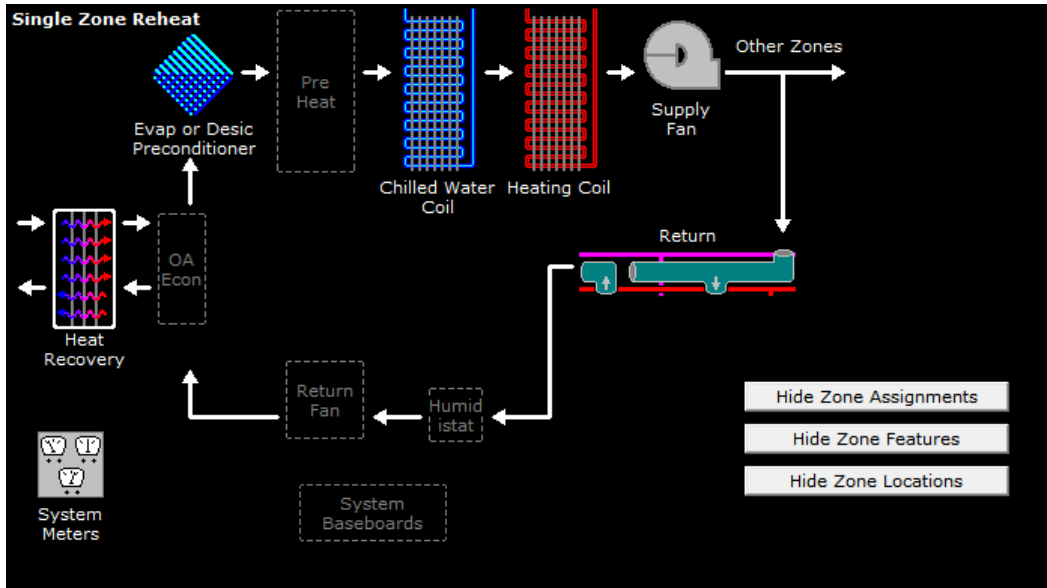 Single Zone Reheat
Other Zones
Pre
Heat
Supply
Fan
Evap or Desic
Preconditioner
Chilled Water
Coil
Heating Coil
Return
OA
Econ
Heat
Recovery
Return
Fan
Humid
istat
Hide Zone Assignments
Hide Zone Features
Hide Zone Locations
System
Baseboards
System
Meters